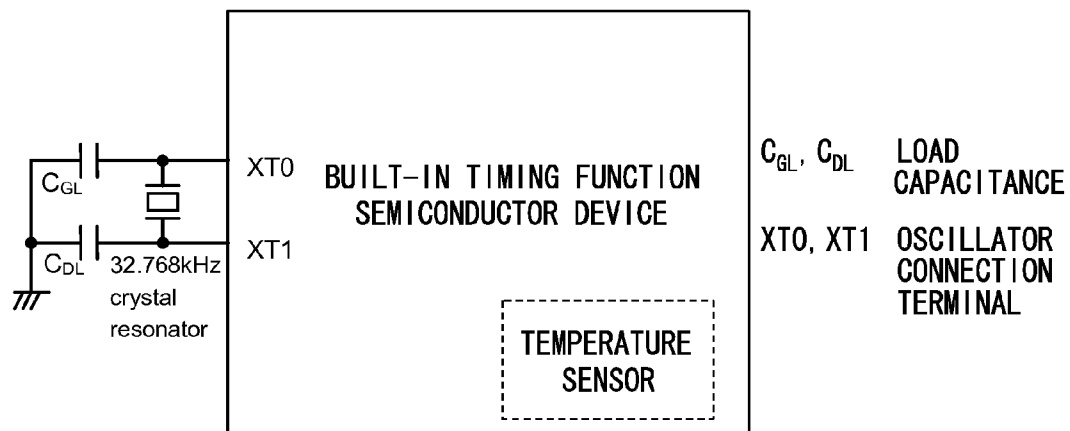 XT0
C_GL
BUILT-IN TIMING FUNCTION
SEMICONDUCTOR DEVICE
XT1
C_DL
32.768kHz
crystal
resonator
TEMPERATURE
SENSOR
C_GL, C_DL LOAD
CAPACITANCE
XT0, XT1 OSCILLATOR
CONNECTION
TERMINAL